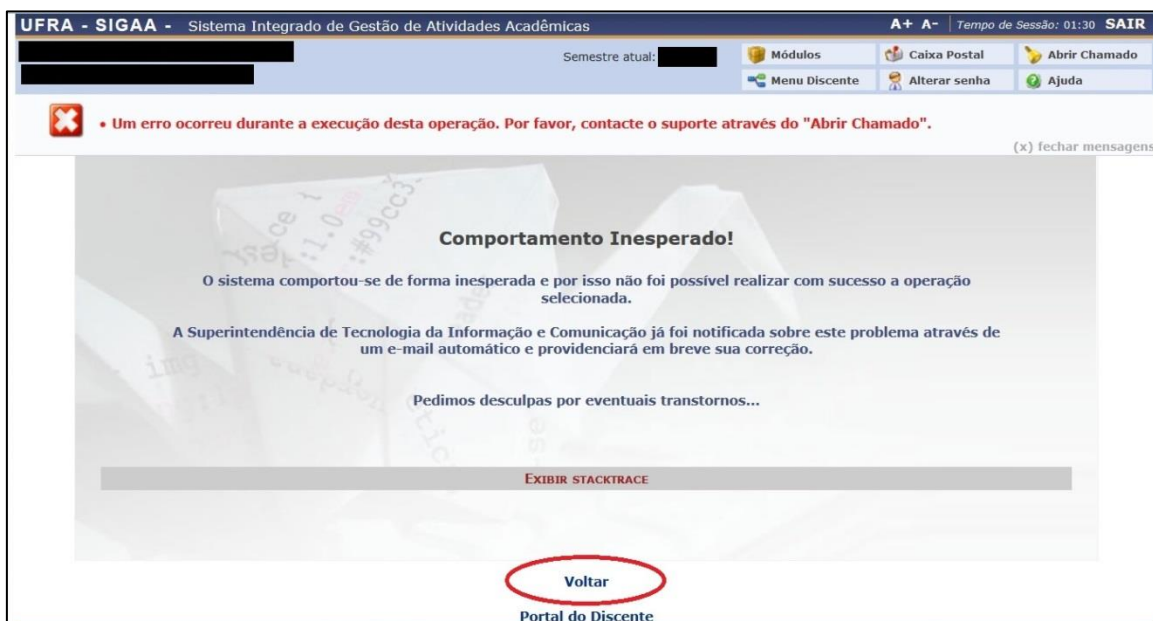 UFRA - SIGAA - Sistema Integrado de Gestão de Atividades Acadêmicas A+ A- | Tempo de Sessão: 01:30 SAIR
Semestre atual: Módulos Caixa Postal Abrir Chamado
Menu Discente Alterar senha Ajuda
• Um erro ocorreu durante a execução desta operação. Por favor, contacte o suporte através do "Abrir Chamado".
(x) fechar mensagens
Comportamento Inesperado!
O sistema comportou-se de forma inesperada e por isso não foi possível realizar com sucesso a operação
selecionada.
A Superintendência de Tecnologia da Informação e Comunicação já foi notificada sobre este problema através de
um e-mail automático e providenciará em breve sua correção.
Pedimos desculpas por eventuais transtornos...
EXIBIR STACKTRACE
Voltar
Portal do Discente